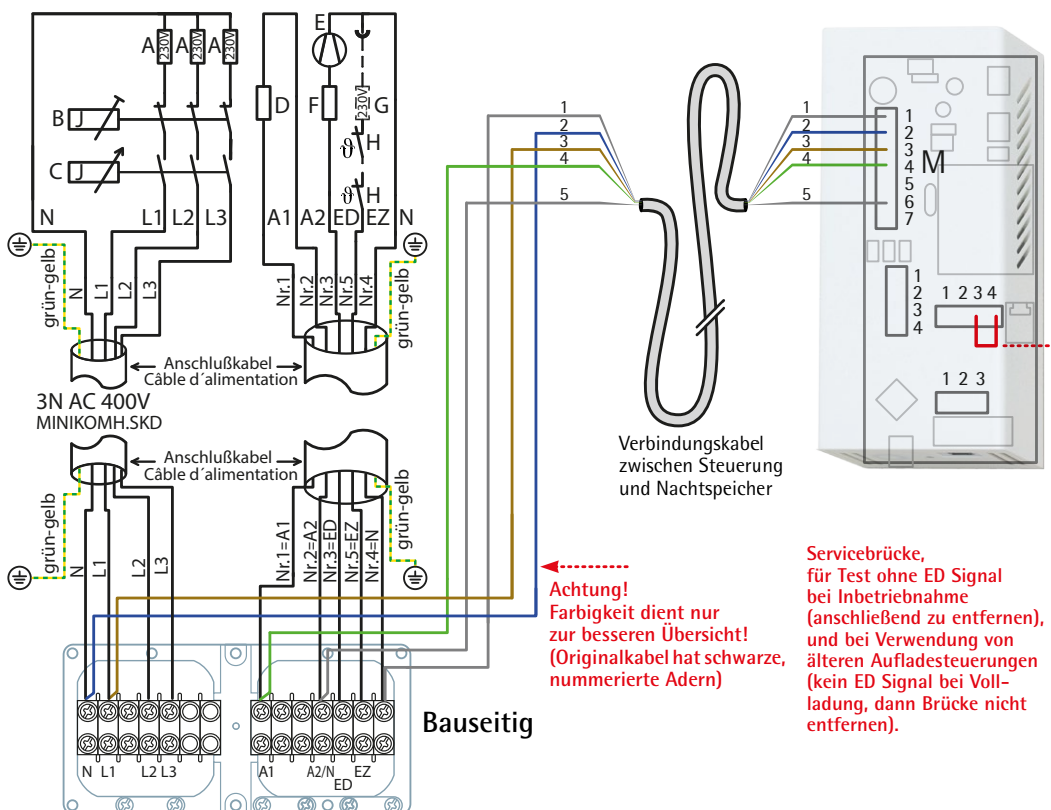 A A A
230V 230V 230V
B J
C J
N L1 L2 L3
grün-gelb
N
L1
L2
L3
D
E
F
230V
G
ϑ H
ϑ H
A1 A2 ED EZ N
Nr.1
Nr.2
Nr.3
Nr.5
Nr.4
grün-gelb
Anschlußkabel
Câble d´alimentation
3N AC 400V
MINIKOMH.SKD
Anschlußkabel
Câble d´alimentation
grün-gelb
N
L1
L2
L3
Nr.1=A1
Nr.2=A2
Nr.3=ED
Nr.5=EZ
Nr.4=N
grün-gelb
N L1 L2 L3
A1 A2/N EZ
ED
Bauseitig
1
2
3
4
5
1
2
3
4
5
Verbindungskabel
zwischen Steuerung
und Nachtspeicher
1
2
3
4
5
6
7
M
1
2
3
4
1 2 3 4
1 2 3
Achtung!
Farbigkeit dient nur
zur besseren Übersicht!
(Originalkabel hat schwarze,
nummerierte Adern)
Servicebrücke,
für Test ohne ED Signal
bei Inbetriebnahme
(anschließend zu entfernen),
und bei Verwendung von
älteren Aufladesteuerungen
(kein ED Signal bei Voll-
ladung, dann Brücke nicht
entfernen).